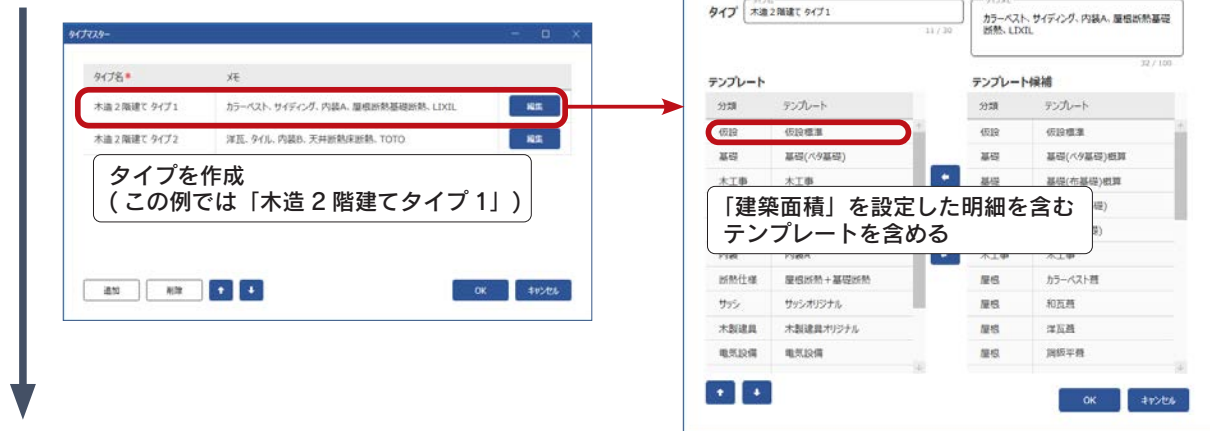 タイプマスター
タイプ名* メモ
木造2階建て タイプ1 カラーベスト、サイディング、内装A、屋根断熱基礎断熱、LIXIL 編集
木造2階建て タイプ2 洋瓦、タイル、内装B、天井断熱床断熱、TOTO 編集
タイプを作成
(この例では「木造2階建てタイプ1」)
追加 削除 OK キャンセル
タイプ 木造2階建て タイプ1
11 / 30
カラーベスト、サイディング、内装A、屋根断熱基礎
断熱、LIXIL
32 / 100
テンプレート テンプレート候補
分類 テンプレート 分類 テンプレート
仮設 仮設標準 仮設 仮設標準
基礎 基礎(ベタ基礎) 基礎 基礎(ベタ基礎)概算
木工事 木工事 基礎 基礎(布基礎)概算
「建築面積」を設定した明細を含む
テンプレートを含める
内装 内装A 木工事 木工事
断熱仕様 屋根断熱+基礎断熱 屋根 カラーベスト葺
サッシ サッシオリジナル 屋根 和瓦葺
木製建具 木製建具オリジナル 屋根 洋瓦葺
電気設備 電気設備 屋根 鋼板平葺
OK キャンセル